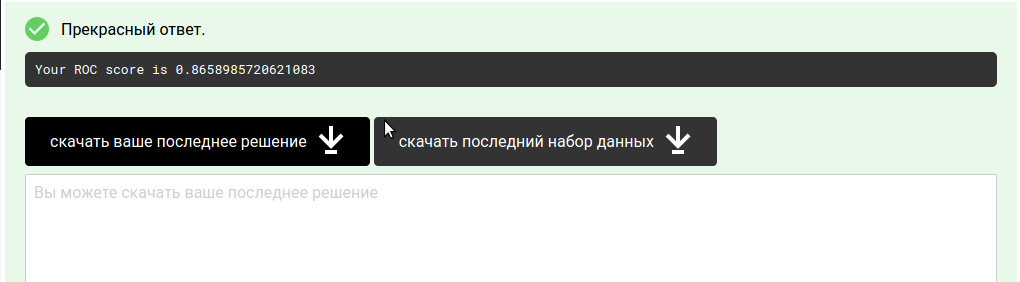 Прекрасный ответ.
Your ROC score is 0.8658985720621083
скачать ваше последнее решение
скачать последний набор данных
Вы можете скачать ваше последнее решение